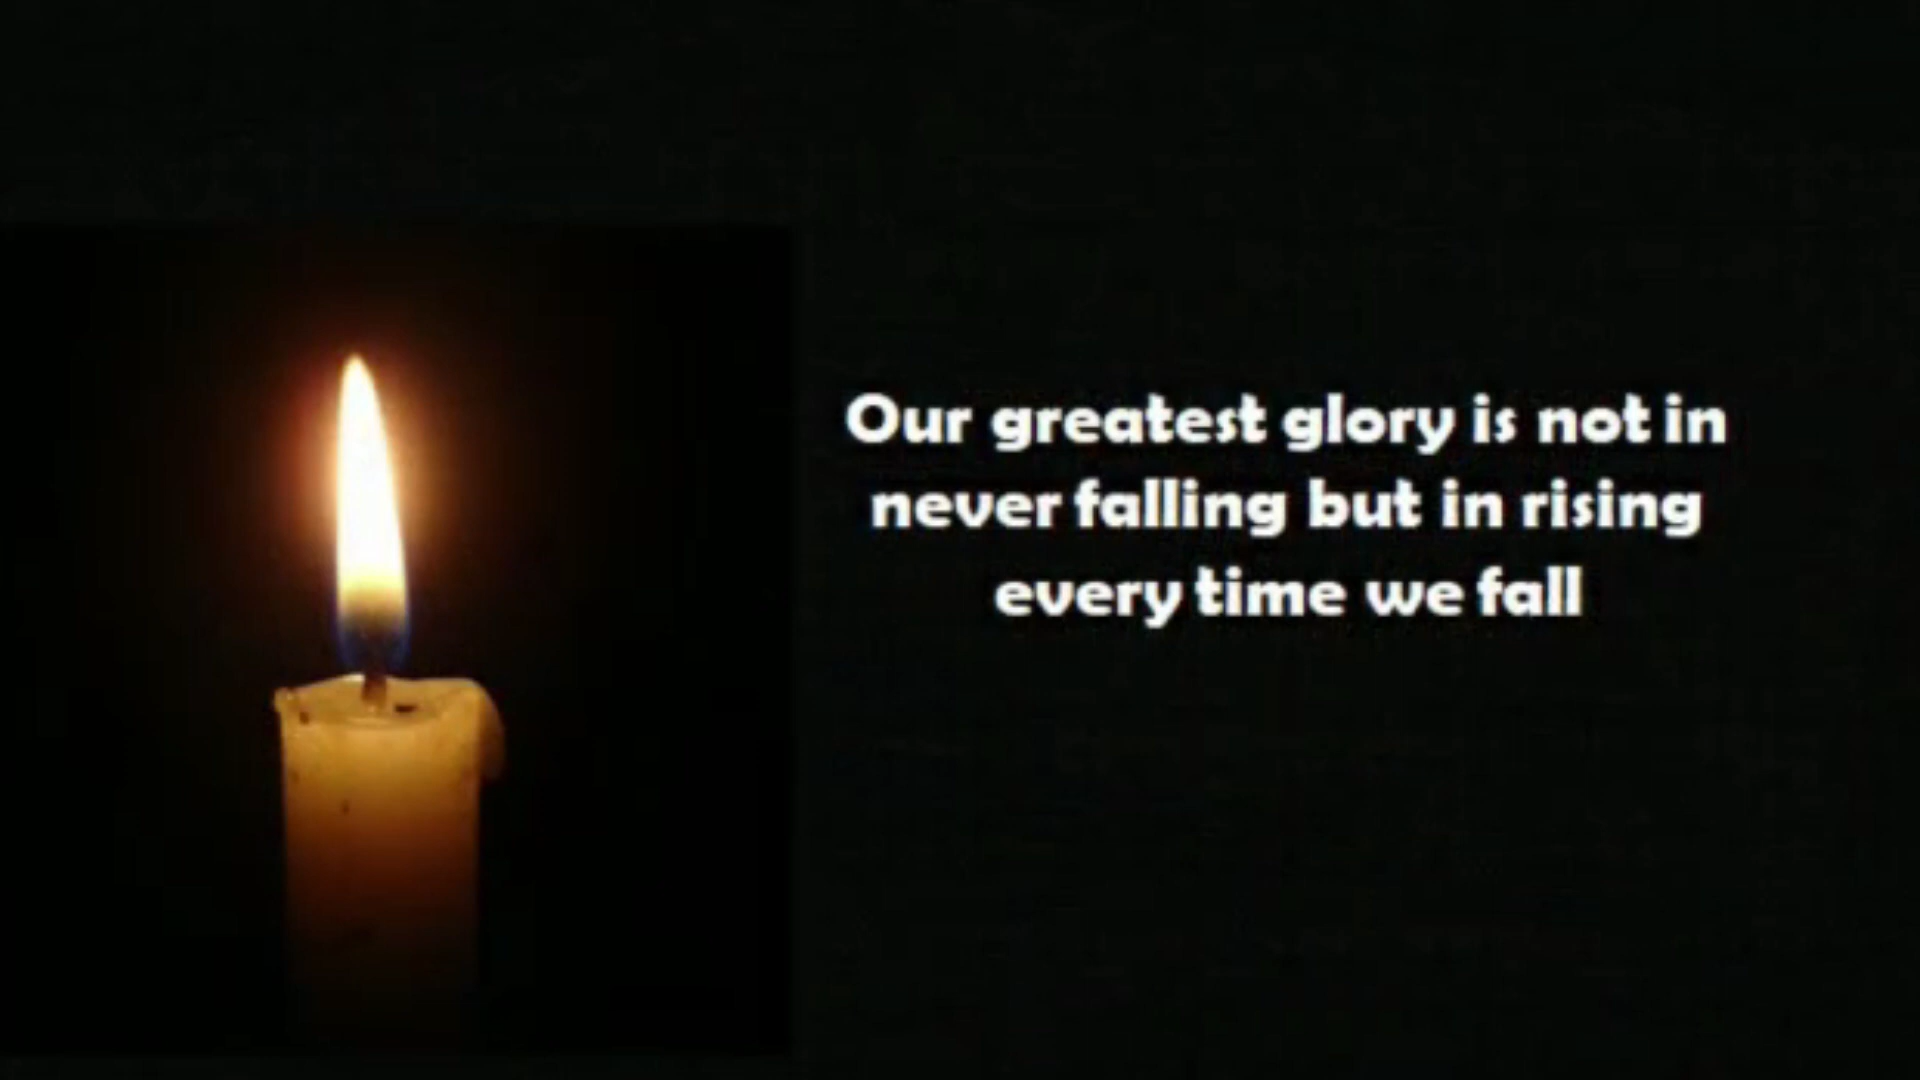 Our greatest glory is not in
never falling but in rising
every time we fall